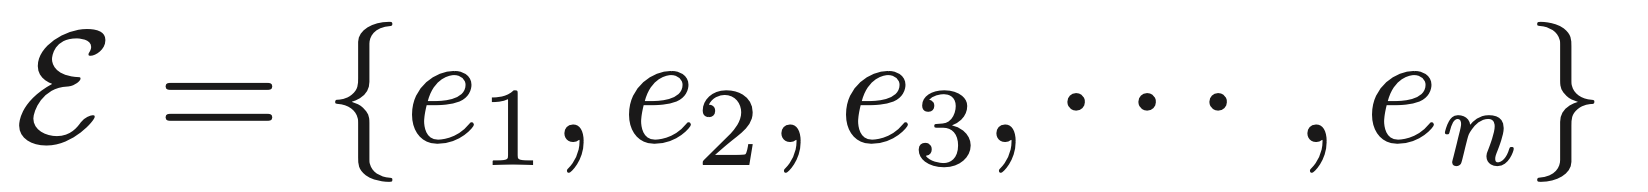 ℰ = {e₁, e₂, e₃, · · · , eₙ}